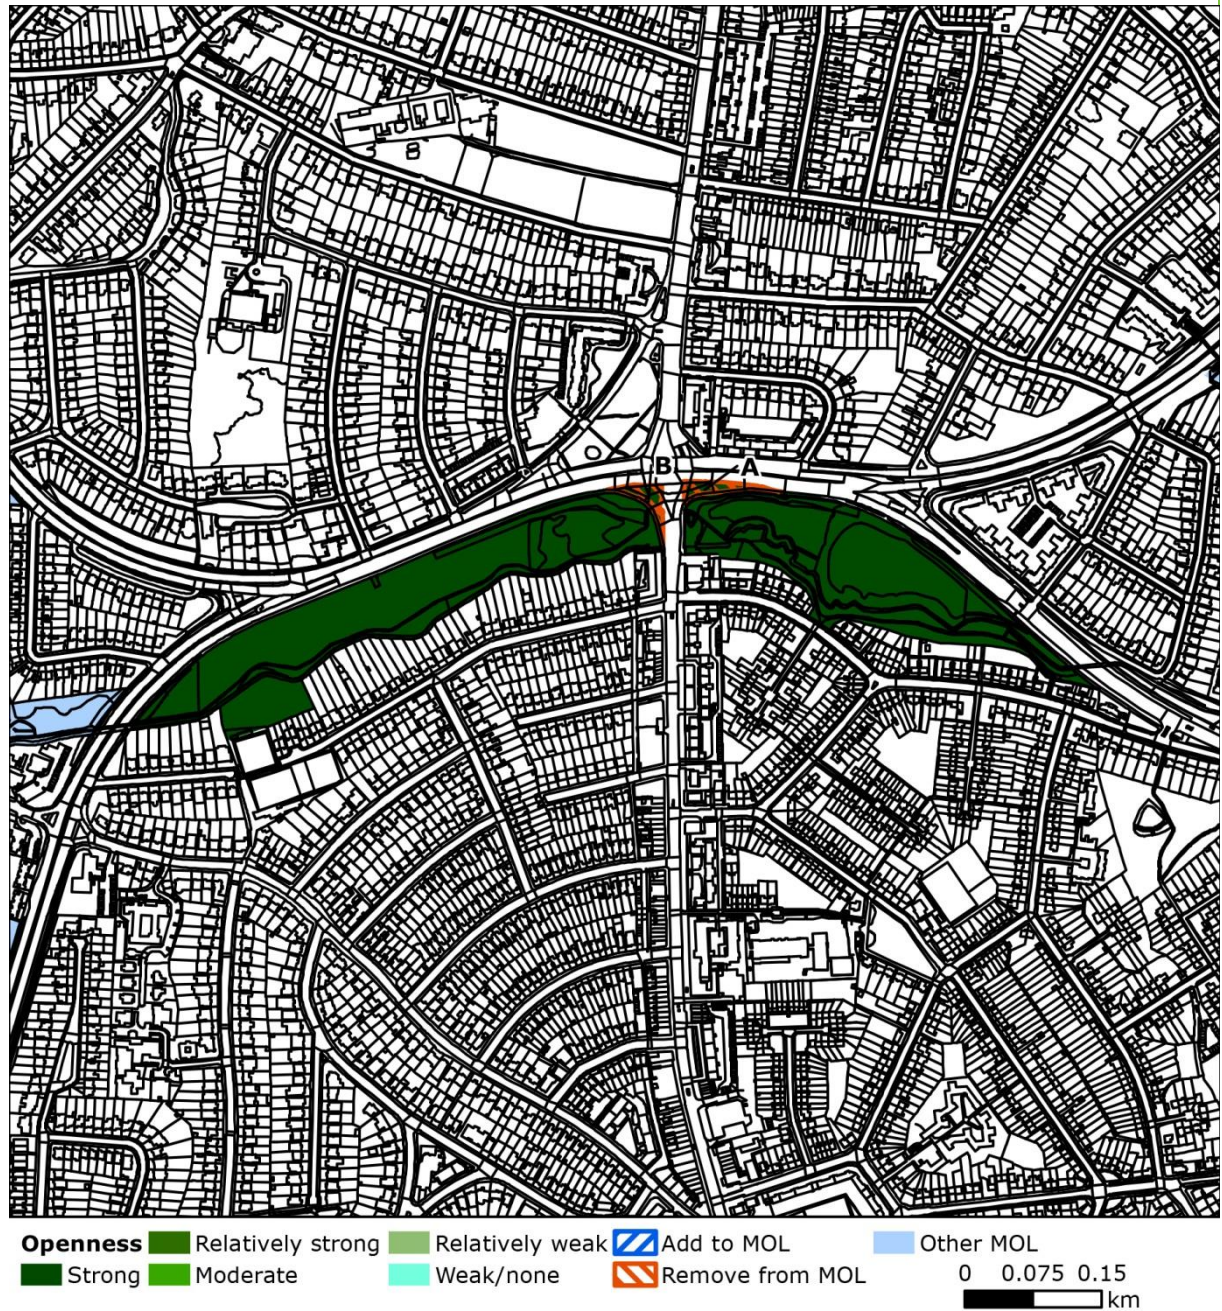 B A
Openness Relatively strong Relatively weak Add to MOL Other MOL
Strong Moderate Weak/none Remove from MOL
0 0.075 0.15
km